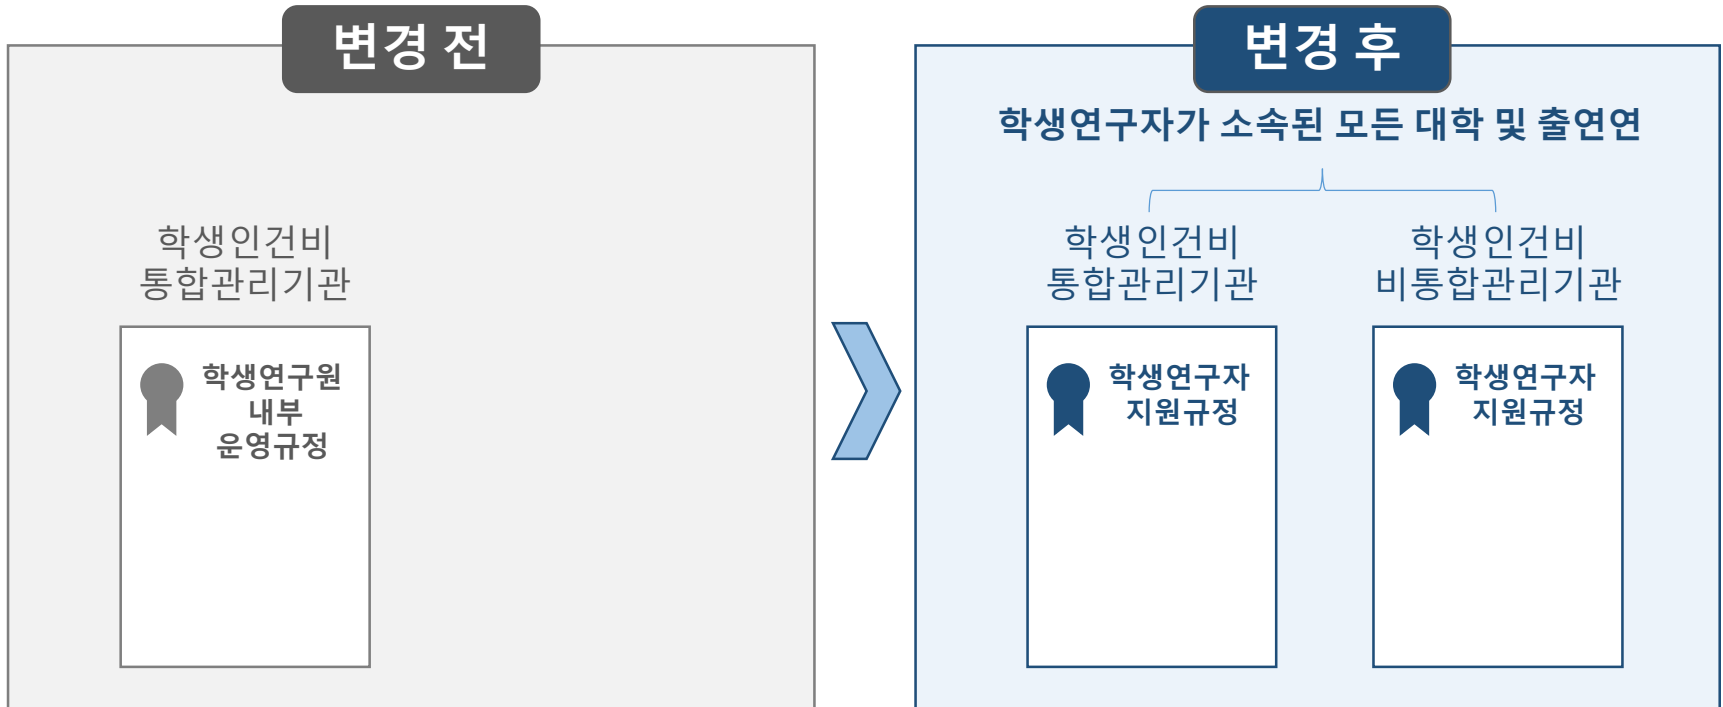 변경 전
학생인건비
통합관리기관
학생연구원
내부
운영규정
변경 후
학생연구자가 소속된 모든 대학 및 출연연
학생인건비
통합관리기관
학생연구자
지원규정
학생인건비
비통합관리기관
학생연구자
지원규정